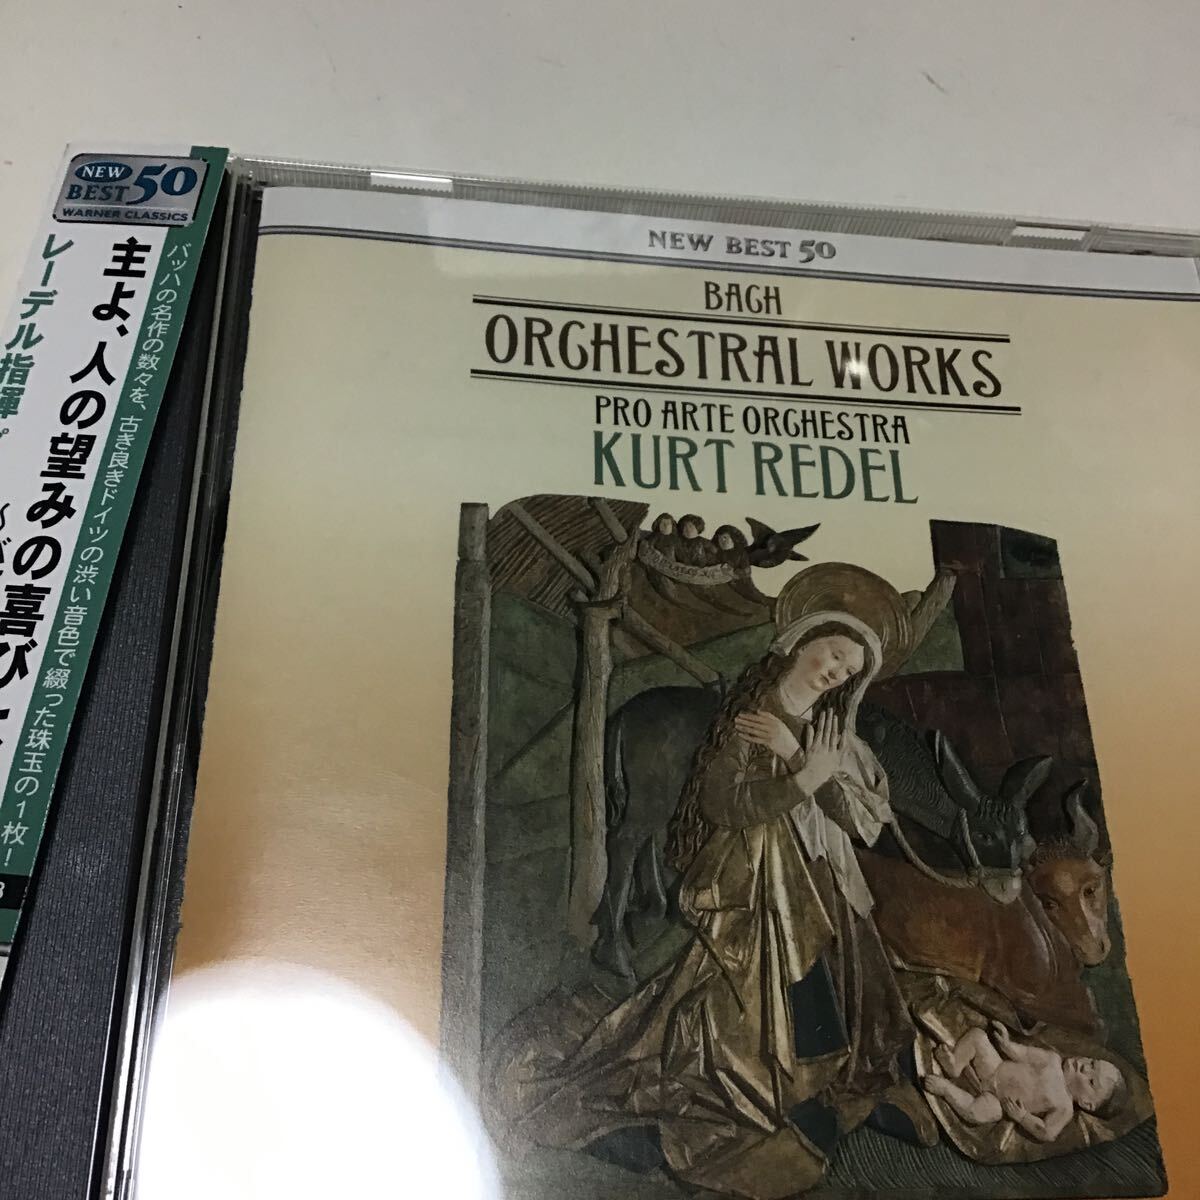 NEW
BEST 50
WARNER CLASSICS
バッハの名作の数々を、古き良きドイツの渋い音色で綴った珠玉の1枚!
主よ、人の望みの喜び
レーデル指揮
NEW BEST 50
BACH
ORCHESTRAL WORKS
PRO ARTE ORCHESTRA
KURT REDEL